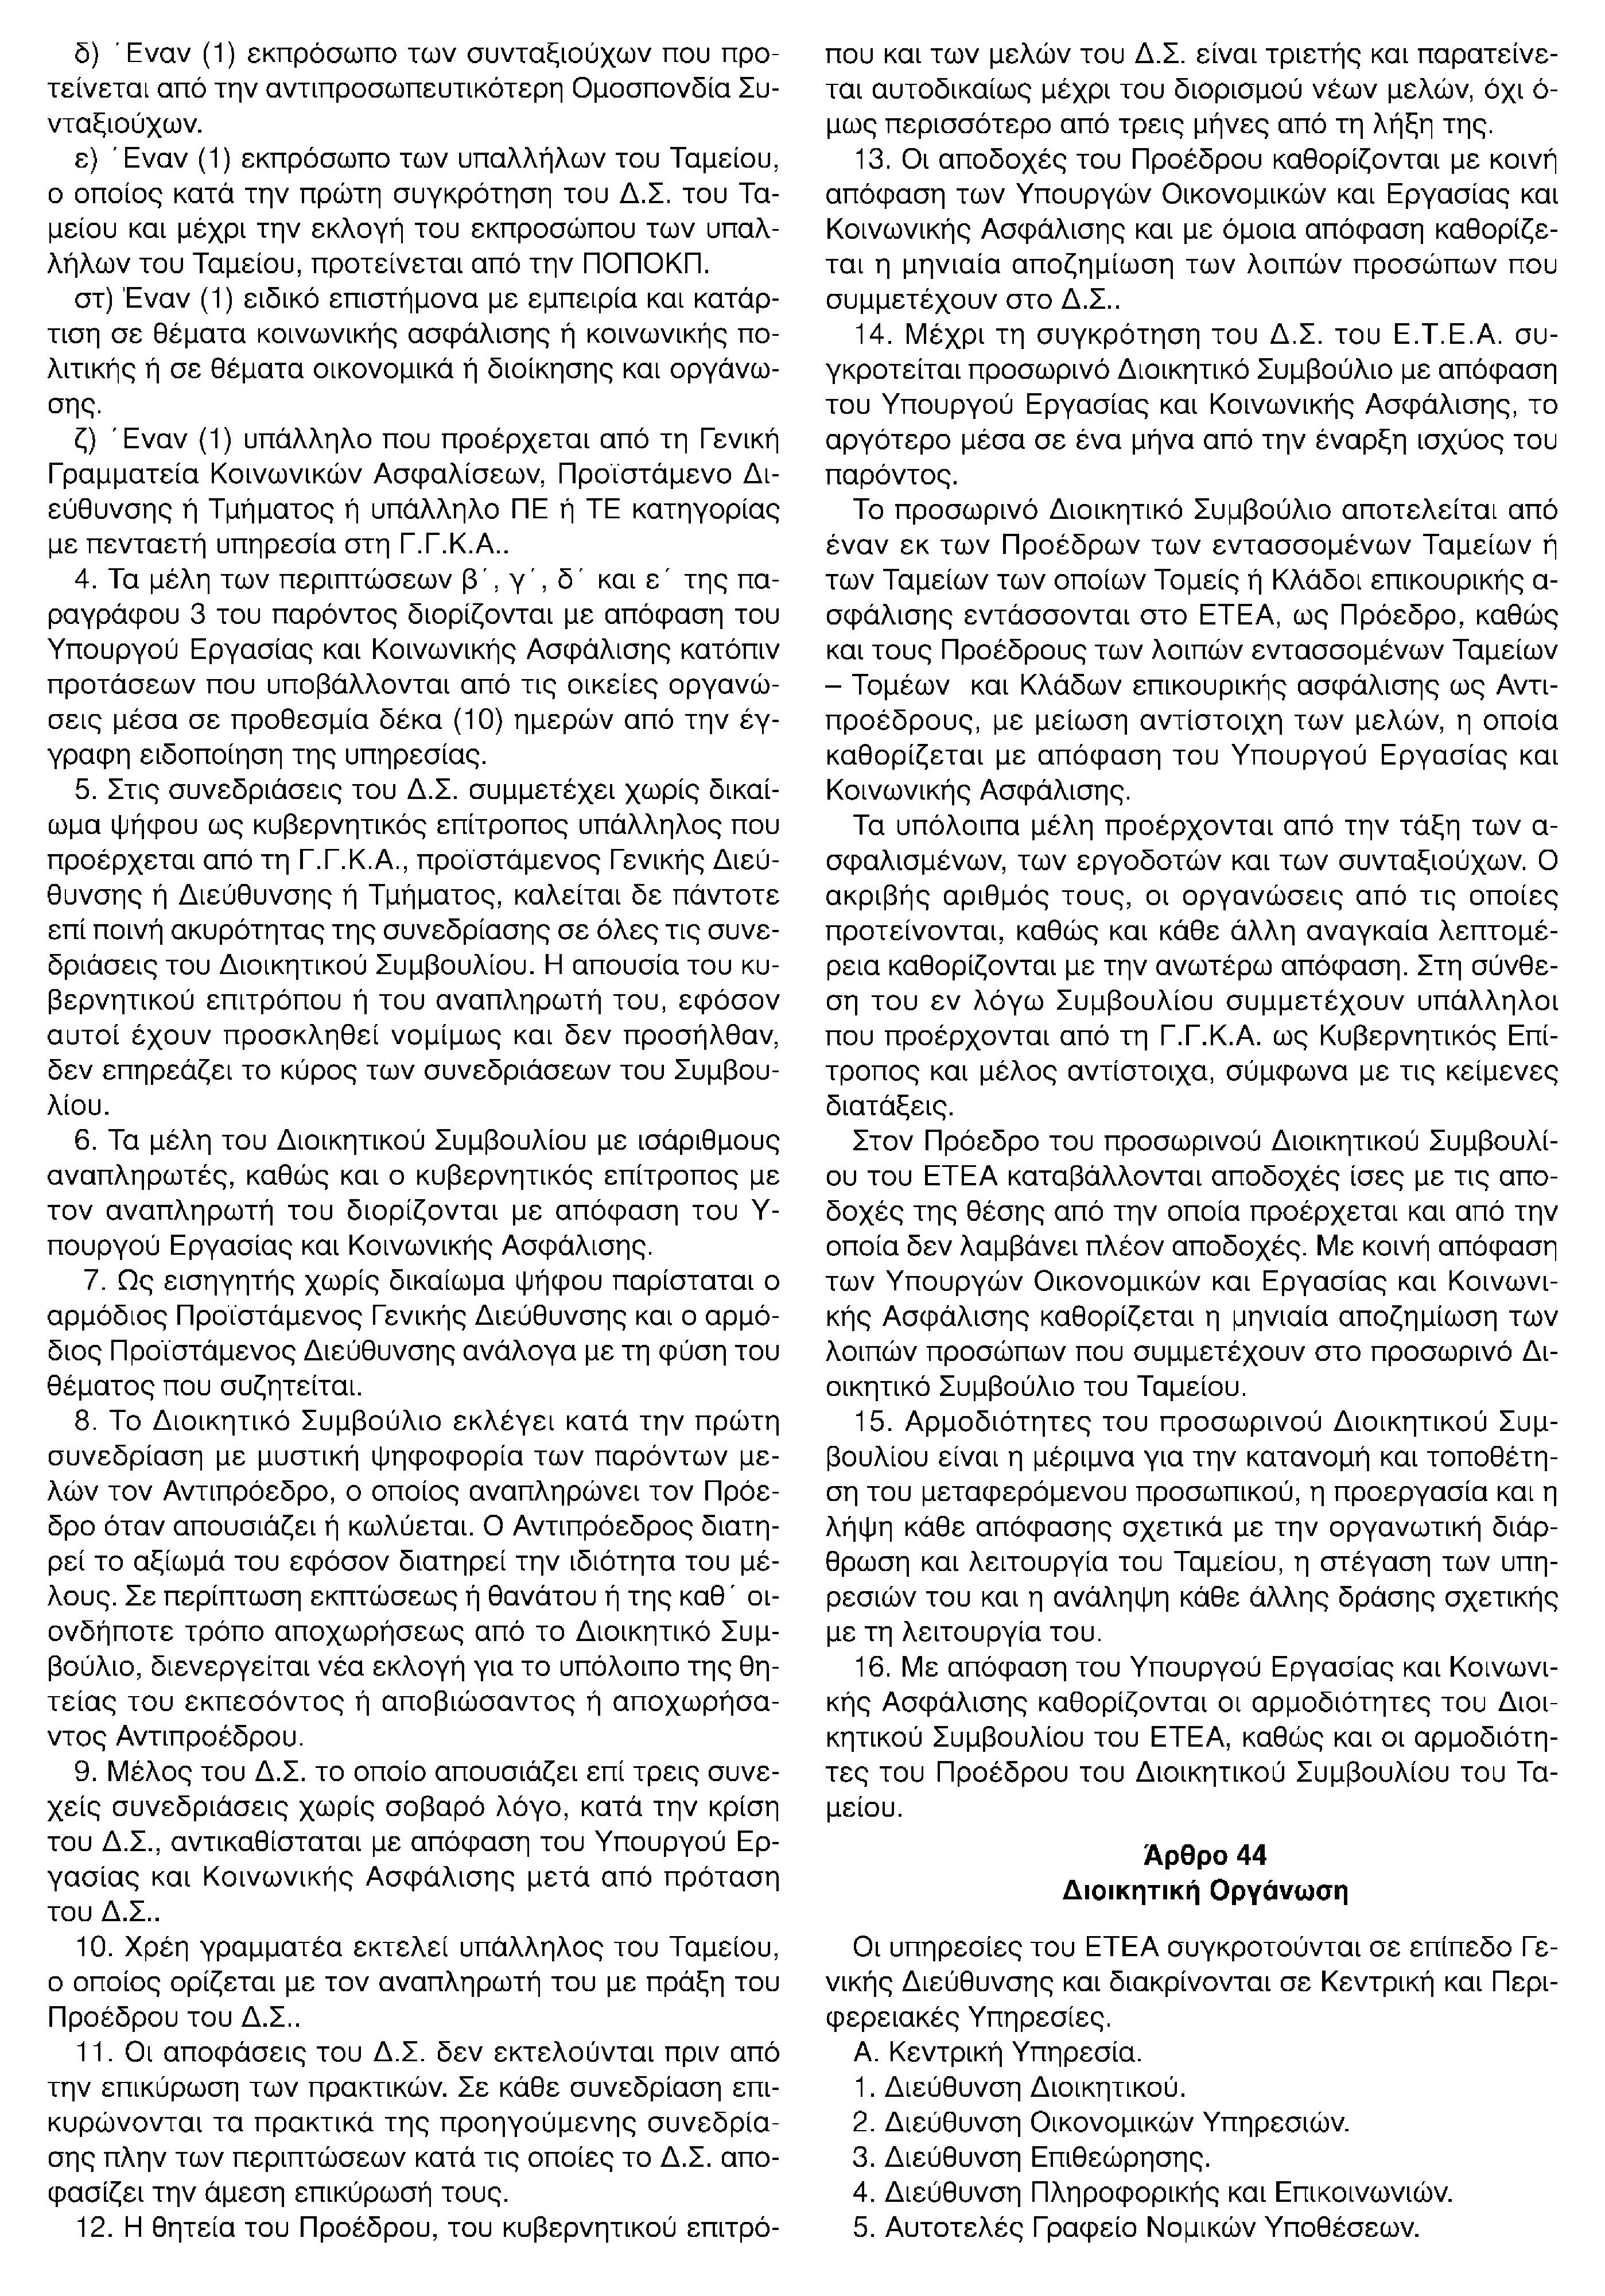 δ) ΄Εναν (1) εκπρόσωπο των συνταξιούχων που προ-
τείνεται από την αντιπροσωπευτικότερη Ομοσπονδία Συ-
νταξιούχων.
ε) ΄Εναν (1) εκπρόσωπο των υπαλλήλων του Ταμείου,
ο οποίος κατά την πρώτη συγκρότηση του Δ.Σ. του Τα-
μείου και μέχρι την εκλογή του εκπροσώπου των υπαλ-
λήλων του Ταμείου, προτείνεται από την ΠΟΠΟΚΠ.
στ) Έναν (1) ειδικό επιστήμονα με εμπειρία και κατάρ-
τιση σε θέματα κοινωνικής ασφάλισης ή κοινωνικής πο-
λιτικής ή σε θέματα οικονομικά ή διοίκησης και οργάνω-
σης.
ζ) ΄Εναν (1) υπάλληλο που προέρχεται από τη Γενική
Γραμματεία Κοινωνικών Ασφαλίσεων, Προϊστάμενο Δι-
εύθυνσης ή Τμήματος ή υπάλληλο ΠΕ ή ΤΕ κατηγορίας
με πενταετή υπηρεσία στη Γ.Γ.Κ.Α..
4. Τα μέλη των περιπτώσεων β΄, γ΄, δ΄ και ε΄ της πα-
ραγράφου 3 του παρόντος διορίζονται με απόφαση του
Υπουργού Εργασίας και Κοινωνικής Ασφάλισης κατόπιν
προτάσεων που υποβάλλονται από τις οικείες οργανώ-
σεις μέσα σε προθεσμία δέκα (10) ημερών από την έγ-
γραφη ειδοποίηση της υπηρεσίας.
5. Στις συνεδριάσεις του Δ.Σ. συμμετέχει χωρίς δικαί-
ωμα ψήφου ως κυβερνητικός επίτροπος υπάλληλος που
προέρχεται από τη Γ.Γ.Κ.Α., προϊστάμενος Γενικής Διεύ-
θυνσης ή Διεύθυνσης ή Τμήματος, καλείται δε πάντοτε
επί ποινή ακυρότητας της συνεδρίασης σε όλες τις συνε-
δριάσεις του Διοικητικού Συμβουλίου. Η απουσία του κυ-
βερνητικού επιτρόπου ή του αναπληρωτή του, εφόσον
αυτοί έχουν προσκληθεί νομίμως και δεν προσήλθαν,
δεν επηρεάζει το κύρος των συνεδριάσεων του Συμβου-
λίου.
6. Τα μέλη του Διοικητικού Συμβουλίου με ισάριθμους
αναπληρωτές, καθώς και ο κυβερνητικός επίτροπος με
τον αναπληρωτή του διορίζονται με απόφαση του Υ-
πουργού Εργασίας και Κοινωνικής Ασφάλισης.
7. Ως εισηγητής χωρίς δικαίωμα ψήφου παρίσταται ο
αρμόδιος Προϊστάμενος Γενικής Διεύθυνσης και ο αρμό-
διος Προϊστάμενος Διεύθυνσης ανάλογα με τη φύση του
θέματος που συζητείται.
8. Το Διοικητικό Συμβούλιο εκλέγει κατά την πρώτη
συνεδρίαση με μυστική ψηφοφορία των παρόντων με-
λών τον Αντιπρόεδρο, ο οποίος αναπληρώνει τον Πρόε-
δρο όταν απουσιάζει ή κωλύεται. Ο Αντιπρόεδρος διατη-
ρεί το αξίωμά του εφόσον διατηρεί την ιδιότητα του μέ-
λους. Σε περίπτωση εκπτώσεως ή θανάτου ή της καθ΄ οι-
ονδήποτε τρόπο αποχωρήσεως από το Διοικητικό Συμ-
βούλιο, διενεργείται νέα εκλογή για το υπόλοιπο της θη-
τείας του εκπεσόντος ή αποβιώσαντος ή αποχωρήσα-
ντος Αντιπροέδρου.
9. Μέλος του Δ.Σ. το οποίο απουσιάζει επί τρεις συνε-
χείς συνεδριάσεις χωρίς σοβαρό λόγο, κατά την κρίση
του Δ.Σ., αντικαθίσταται με απόφαση του Υπουργού Ερ-
γασίας και Κοινωνικής Ασφάλισης μετά από πρόταση
του Δ.Σ..
10. Χρέη γραμματέα εκτελεί υπάλληλος του Ταμείου,
ο οποίος ορίζεται με τον αναπληρωτή του με πράξη του
Προέδρου του Δ.Σ..
11. Οι αποφάσεις του Δ.Σ. δεν εκτελούνται πριν από
την επικύρωση των πρακτικών. Σε κάθε συνεδρίαση επι-
κυρώνονται τα πρακτικά της προηγούμενης συνεδρία-
σης πλην των περιπτώσεων κατά τις οποίες το Δ.Σ. απο-
φασίζει την άμεση επικύρωσή τους.
12. Η θητεία του Προέδρου, του κυβερνητικού επιτρό-
που και των μελών του Δ.Σ. είναι τριετής και παρατείνε-
ται αυτοδικαίως μέχρι του διορισμού νέων μελών, όχι ό-
μως περισσότερο από τρεις μήνες από τη λήξη της.
13. Οι αποδοχές του Προέδρου καθορίζονται με κοινή
απόφαση των Υπουργών Οικονομικών και Εργασίας και
Κοινωνικής Ασφάλισης και με όμοια απόφαση καθορίζε-
ται η μηνιαία αποζημίωση των λοιπών προσώπων που
συμμετέχουν στο Δ.Σ..
14. Μέχρι τη συγκρότηση του Δ.Σ. του Ε.Τ.Ε.Α. συ-
γκροτείται προσωρινό Διοικητικό Συμβούλιο με απόφαση
του Υπουργού Εργασίας και Κοινωνικής Ασφάλισης, το
αργότερο μέσα σε ένα μήνα από την έναρξη ισχύος του
παρόντος.
Το προσωρινό Διοικητικό Συμβούλιο αποτελείται από
έναν εκ των Προέδρων των εντασσομένων Ταμείων ή
των Ταμείων των οποίων Τομείς ή Κλάδοι επικουρικής α-
σφάλισης εντάσσονται στο ΕΤΕΑ, ως Πρόεδρο, καθώς
και τους Προέδρους των λοιπών εντασσομένων Ταμείων
– Τομέων και Κλάδων επικουρικής ασφάλισης ως Αντι-
προέδρους, με μείωση αντίστοιχη των μελών, η οποία
καθορίζεται με απόφαση του Υπουργού Εργασίας και
Κοινωνικής Ασφάλισης.
Τα υπόλοιπα μέλη προέρχονται από την τάξη των α-
σφαλισμένων, των εργοδοτών και των συνταξιούχων. Ο
ακριβής αριθμός τους, οι οργανώσεις από τις οποίες
προτείνονται, καθώς και κάθε άλλη αναγκαία λεπτομέ-
ρεια καθορίζονται με την ανωτέρω απόφαση. Στη σύνθε-
ση του εν λόγω Συμβουλίου συμμετέχουν υπάλληλοι
που προέρχονται από τη Γ.Γ.Κ.Α. ως Κυβερνητικός Επί-
τροπος και μέλος αντίστοιχα, σύμφωνα με τις κείμενες
διατάξεις.
Στον Πρόεδρο του προσωρινού Διοικητικού Συμβουλί-
ου του ΕΤΕΑ καταβάλλονται αποδοχές ίσες με τις απο-
δοχές της θέσης από την οποία προέρχεται και από την
οποία δεν λαμβάνει πλέον αποδοχές. Με κοινή απόφαση
των Υπουργών Οικονομικών και Εργασίας και Κοινωνι-
κής Ασφάλισης καθορίζεται η μηνιαία αποζημίωση των
λοιπών προσώπων που συμμετέχουν στο προσωρινό Δι-
οικητικό Συμβούλιο του Ταμείου.
15. Αρμοδιότητες του προσωρινού Διοικητικού Συμ-
βουλίου είναι η μέριμνα για την κατανομή και τοποθέτη-
ση του μεταφερόμενου προσωπικού, η προεργασία και η
λήψη κάθε απόφασης σχετικά με την οργανωτική διάρ-
θρωση και λειτουργία του Ταμείου, η στέγαση των υπη-
ρεσιών του και η ανάληψη κάθε άλλης δράσης σχετικής
με τη λειτουργία του.
16. Με απόφαση του Υπουργού Εργασίας και Κοινωνι-
κής Ασφάλισης καθορίζονται οι αρμοδιότητες του Διοι-
κητικού Συμβουλίου του ΕΤΕΑ, καθώς και οι αρμοδιότη-
τες του Προέδρου του Διοικητικού Συμβουλίου του Τα-
μείου.
Άρθρο 44
Διοικητική Οργάνωση
Οι υπηρεσίες του ΕΤΕΑ συγκροτούνται σε επίπεδο Γε-
νικής Διεύθυνσης και διακρίνονται σε Κεντρική και Περι-
φερειακές Υπηρεσίες.
Α. Κεντρική Υπηρεσία.
1. Διεύθυνση Διοικητικού.
2. Διεύθυνση Οικονομικών Υπηρεσιών.
3. Διεύθυνση Επιθεώρησης.
4. Διεύθυνση Πληροφορικής και Επικοινωνιών.
5. Αυτοτελές Γραφείο Νομικών Υποθέσεων.